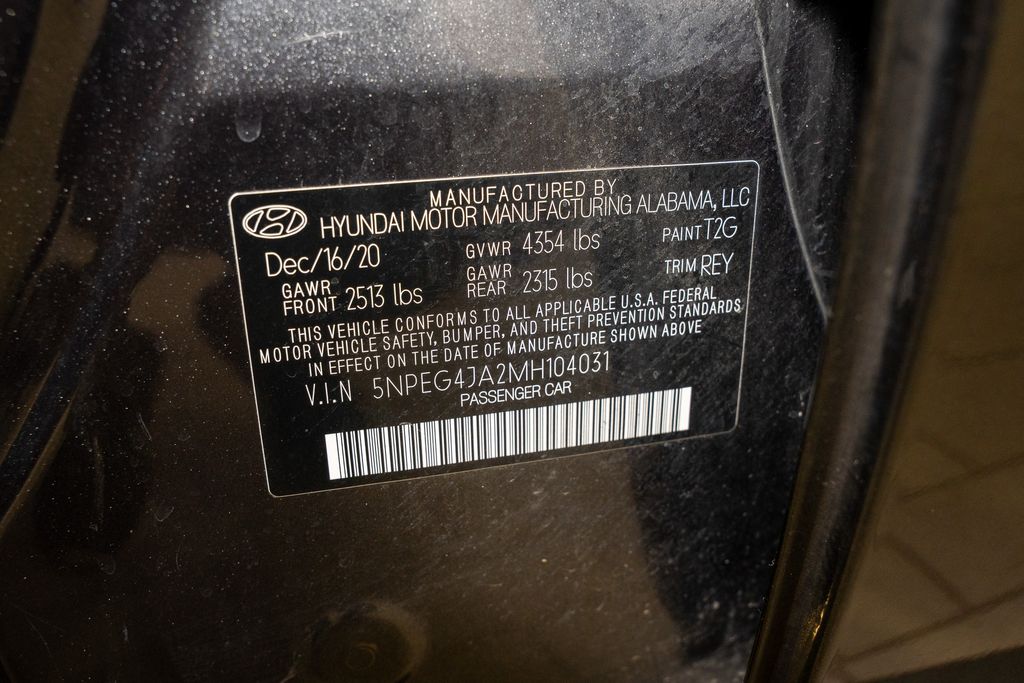 MANUFACTURED BY
HYUNDAI MOTOR MANUFACTURING ALABAMA, LLC
Dec/16/20 GVWR 4354 lbs PAINT T2G
GAWR FRONT 2513 lbs GAWR REAR 2315 lbs TRIM REY
THIS VEHICLE CONFORMS TO ALL APPLICABLE U.S.A. FEDERAL
MOTOR VEHICLE SAFETY, BUMPER, AND THEFT PREVENTION STANDARDS
IN EFFECT ON THE DATE OF MANUFACTURE SHOWN ABOVE
V.I.N 5NPEG4JA2MH104031
PASSENGER CAR